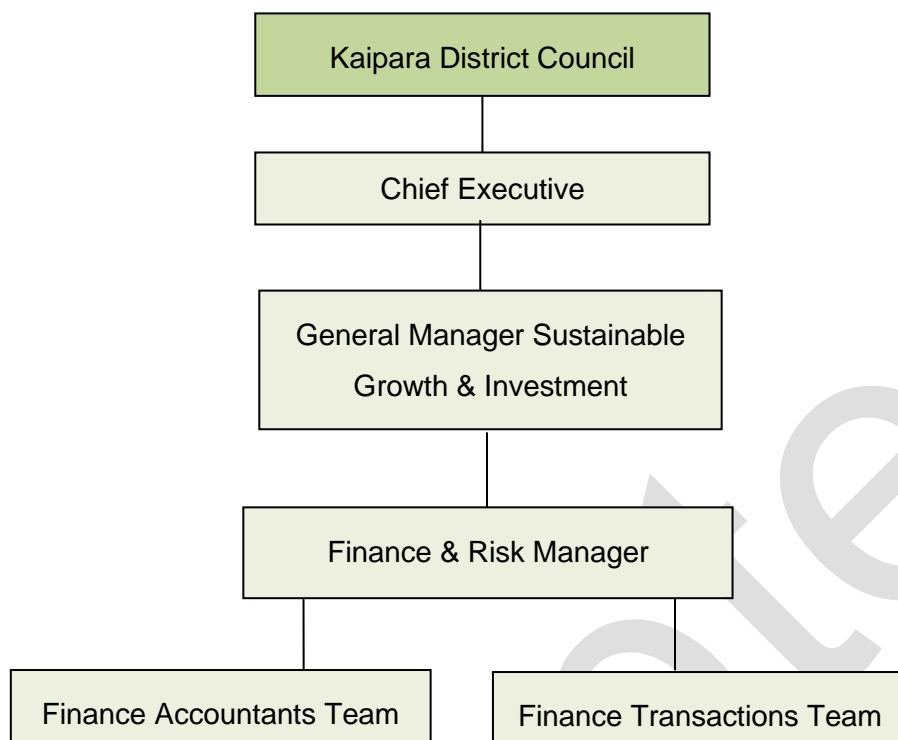 Kaipara District Council
Chief Executive
General Manager Sustainable
Growth & Investment
Finance & Risk Manager
Finance Accountants Team
Finance Transactions Team